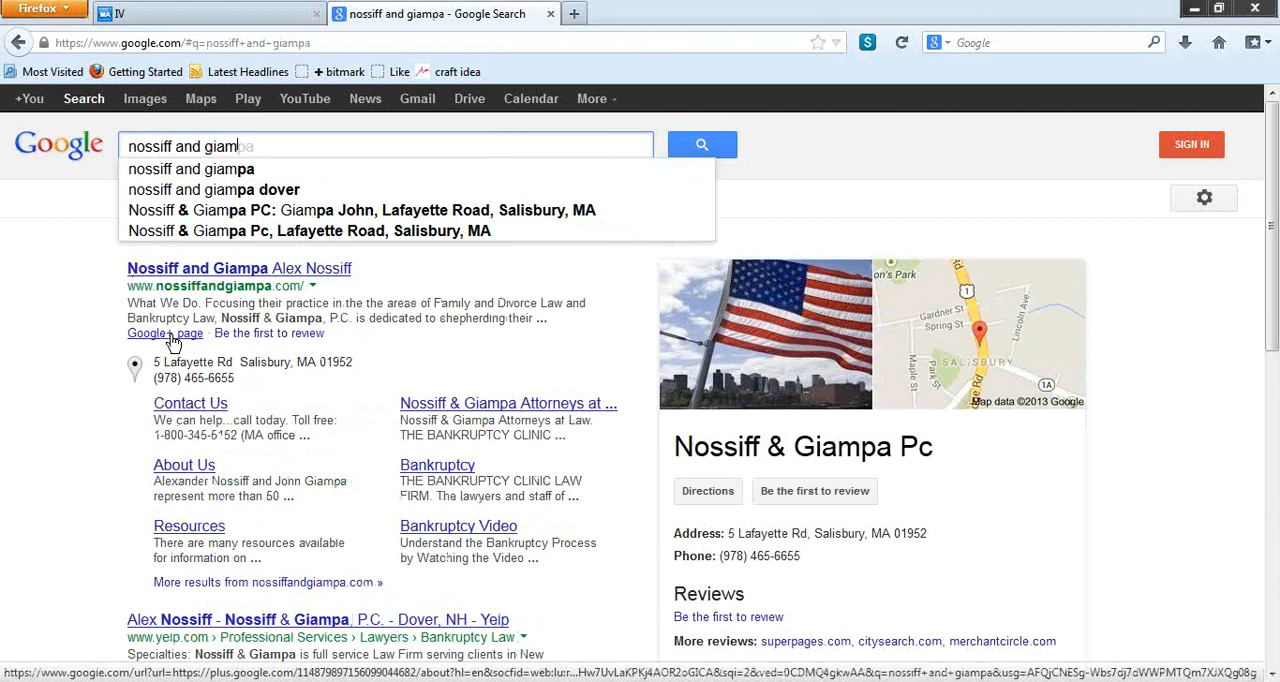 Firefox
IV
nossiff and giampa - Google Search
https://www.google.com/#q=nossiff+and+giampa
Google
Most Visited Getting Started Latest Headlines + bitmark Like craft idea
+You Search Images Maps Play YouTube News Gmail Drive Calendar More
Google
nossiff and giampa
SIGN IN
nossiff and giampa
nossiff and giampa dover
Nossiff & Giampa PC: Giampa John, Lafayette Road, Salisbury, MA
Nossiff & Giampa Pc, Lafayette Road, Salisbury, MA
Nossiff and Giampa Alex Nossiff
www.nossiffandgiampa.com/
What We Do. Focusing their practice in the the areas of Family and Divorce Law and
Bankruptcy Law, Nossiff & Giampa, P.C. is dedicated to shepherding their ...
Google+ page · Be the first to review
5 Lafayette Rd Salisbury, MA 01952
(978) 465-6655
Contact Us
We can help...call today. Toll free:
1-800-345-5152 (MA office ...
Nossiff & Giampa Attorneys at ...
Nossiff & Giampa Attorneys at Law.
THE BANKRUPTCY CLINIC ...
About Us
Alexander Nossiff and John Giampa
represent more than 50 ...
Bankruptcy
THE BANKRUPTCY CLINIC LAW
FIRM. The lawyers and staff of ...
Resources
There are many resources available
for information on ...
Bankruptcy Video
Understand the Bankruptcy Process
by Watching the Video ...
More results from nossiffandgiampa.com »
Alex Nossiff - Nossiff & Giampa, P.C. - Dover, NH - Yelp
www.yelp.com › Professional Services › Lawyers › Bankruptcy Law
Specialties: Nossiff & Giampa is full service Law Firm serving clients in New
on's Park
1
Gardner St
Spring St
Lincoln Ave
SALISBURY
Maple St
Park St
1A
Map data ©2013 Google
Nossiff & Giampa Pc
Directions
Be the first to review
Address: 5 Lafayette Rd, Salisbury, MA 01952
Phone: (978) 465-6655
Reviews
Be the first to review
More reviews: superpages.com, citysearch.com, merchantcircle.com